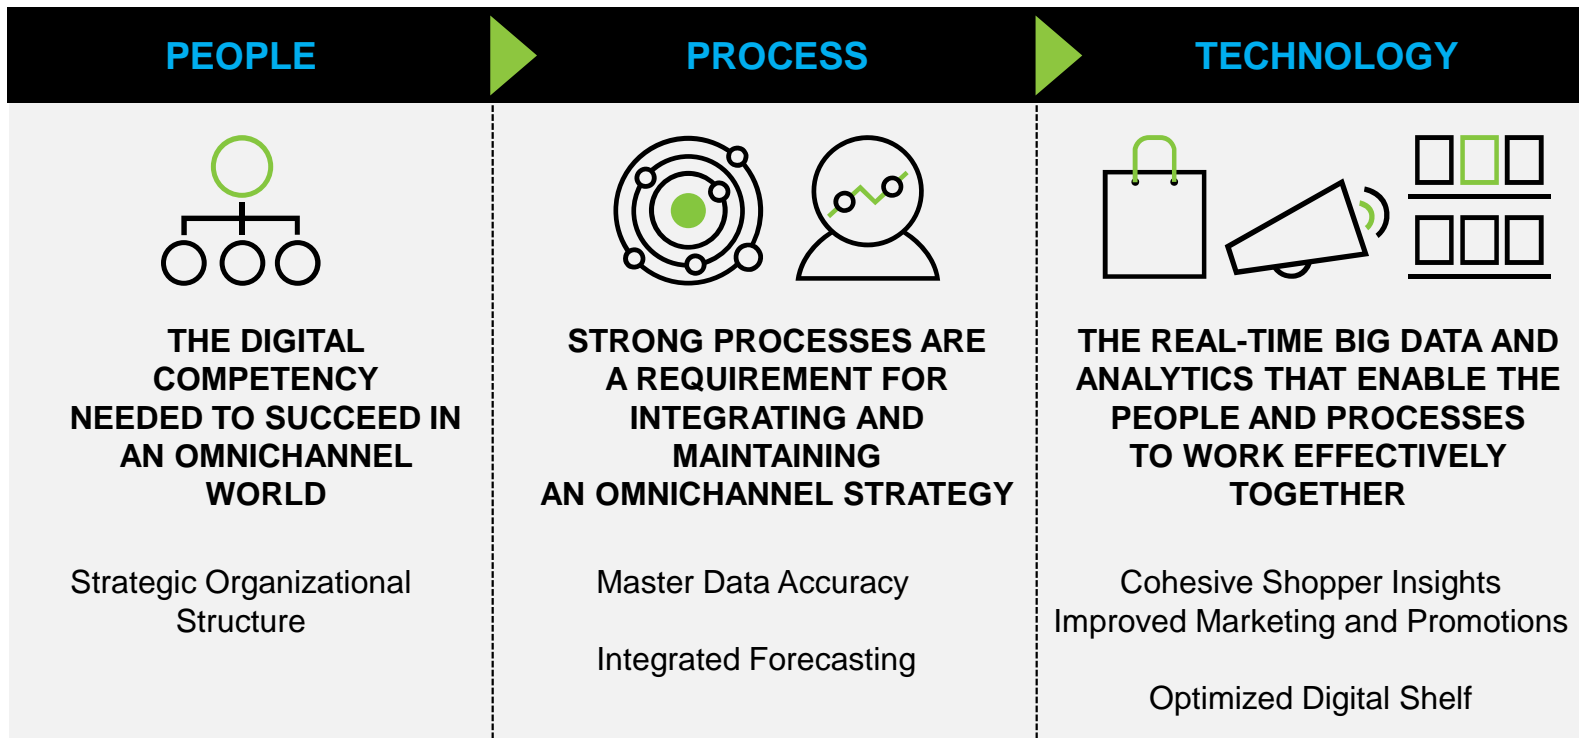 PEOPLE
PROCESS
TECHNOLOGY
THE DIGITAL
COMPETENCY
NEEDED TO SUCCEED IN
AN OMNICHANNEL
WORLD
Strategic Organizational
Structure
STRONG PROCESSES ARE
A REQUIREMENT FOR
INTEGRATING AND
MAINTAINING
AN OMNICHANNEL STRATEGY
Master Data Accuracy
Integrated Forecasting
THE REAL-TIME BIG DATA AND
ANALYTICS THAT ENABLE THE
PEOPLE AND PROCESSES
TO WORK EFFECTIVELY
TOGETHER
Cohesive Shopper Insights
Improved Marketing and Promotions
Optimized Digital Shelf